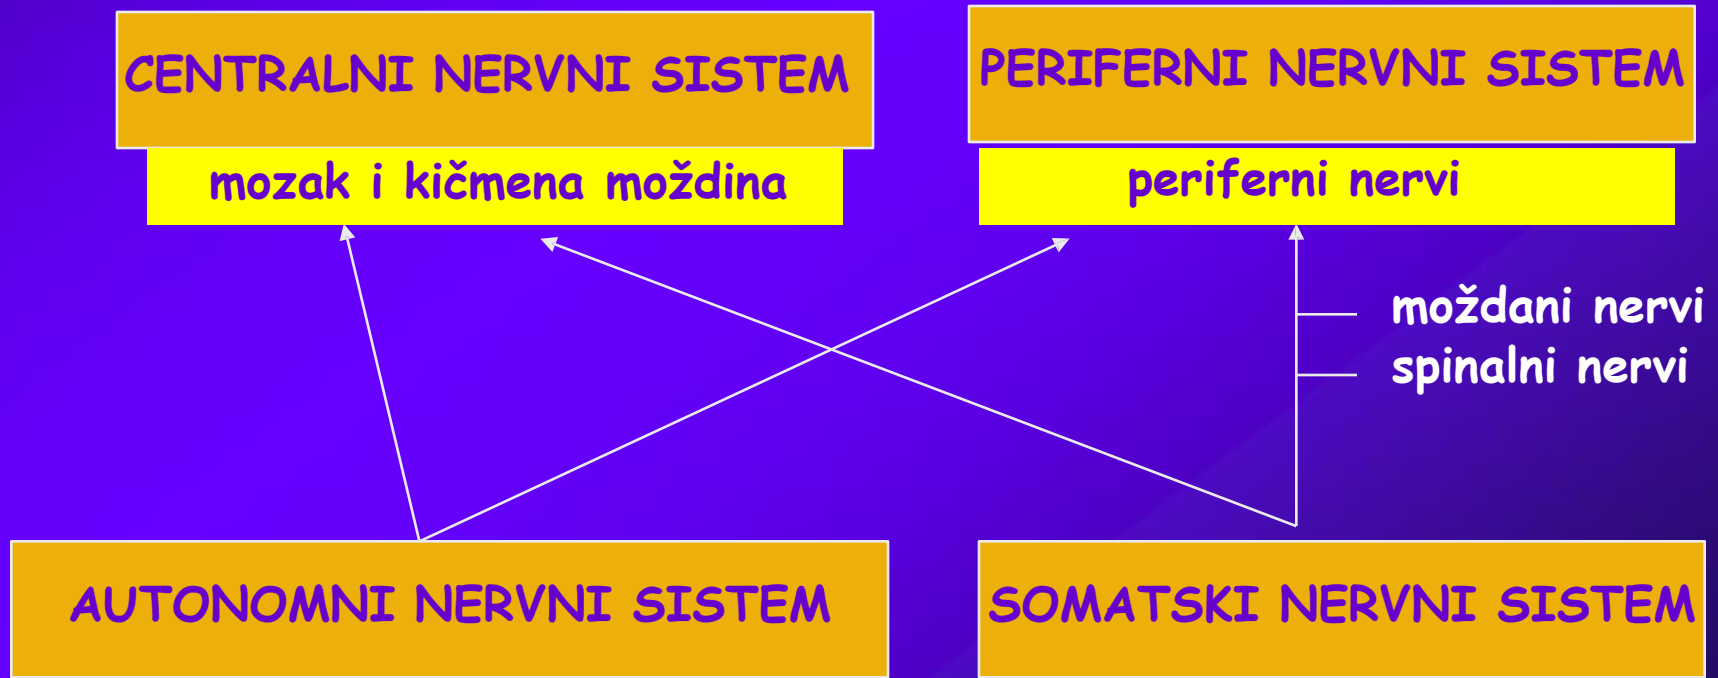 CENTRALNI NERVNI SISTEM
mozak i kičmena moždina
PERIFERNI NERVNI SISTEM
periferni nervi
moždani nervi
spinalni nervi
AUTONOMNI NERVNI SISTEM
SOMATSKI NERVNI SISTEM